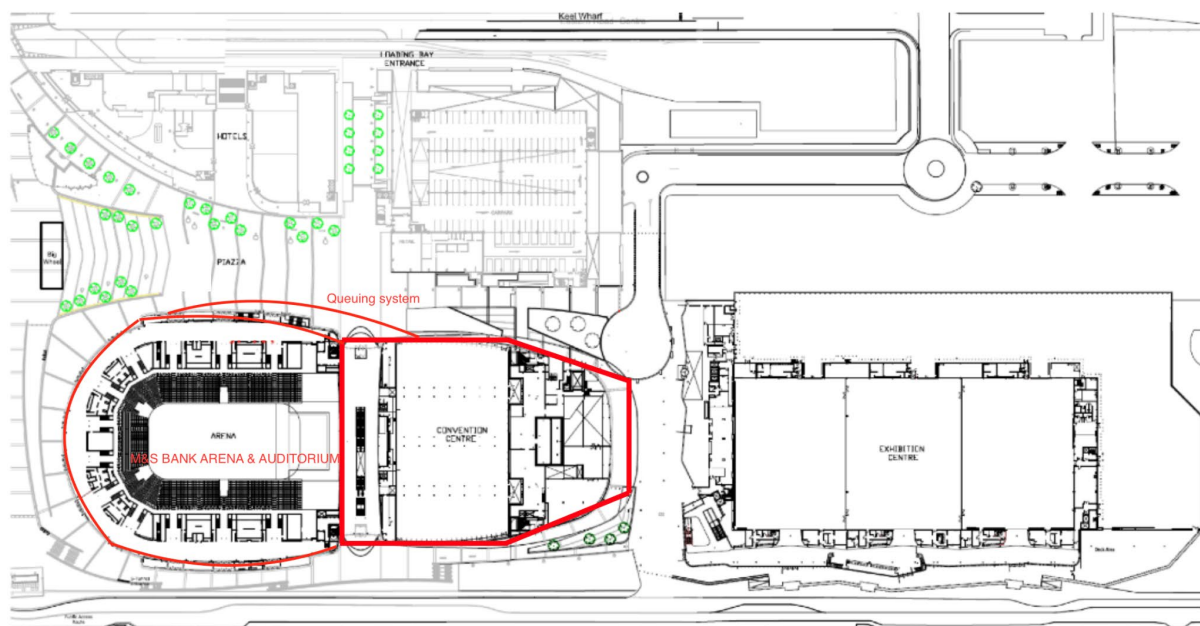 Keel Wharf
LOADING BAY
ENTRANCE
HOTELS
Big
Wheel
PIAZZA
Queuing system
ARENA
M&S BANK ARENA & AUDITORIUM
CONVENTION
CENTRE
EXHIBITION
CENTRE